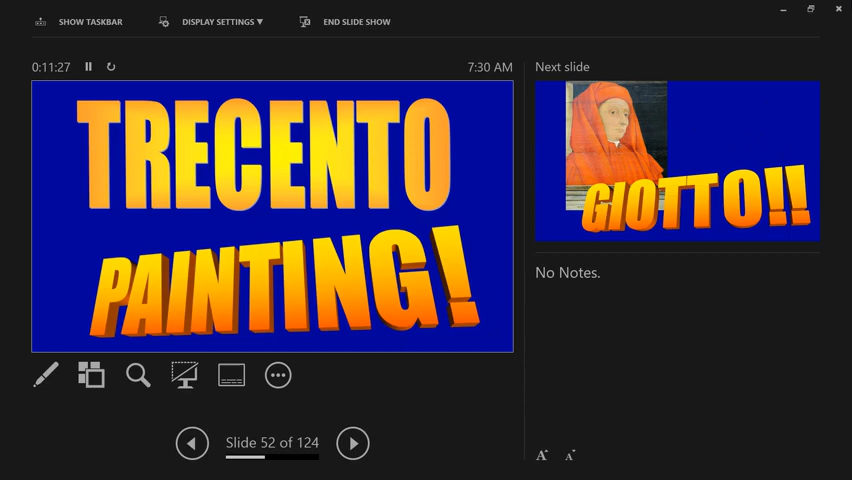 SHOW TASKBAR
DISPLAY SETTINGS ▼
END SLIDE SHOW
0:11:27
7:30 AM
Next slide
TRECENTO
PAINTING!
GIOTTO!!
No Notes.
Slide 52 of 124
A A